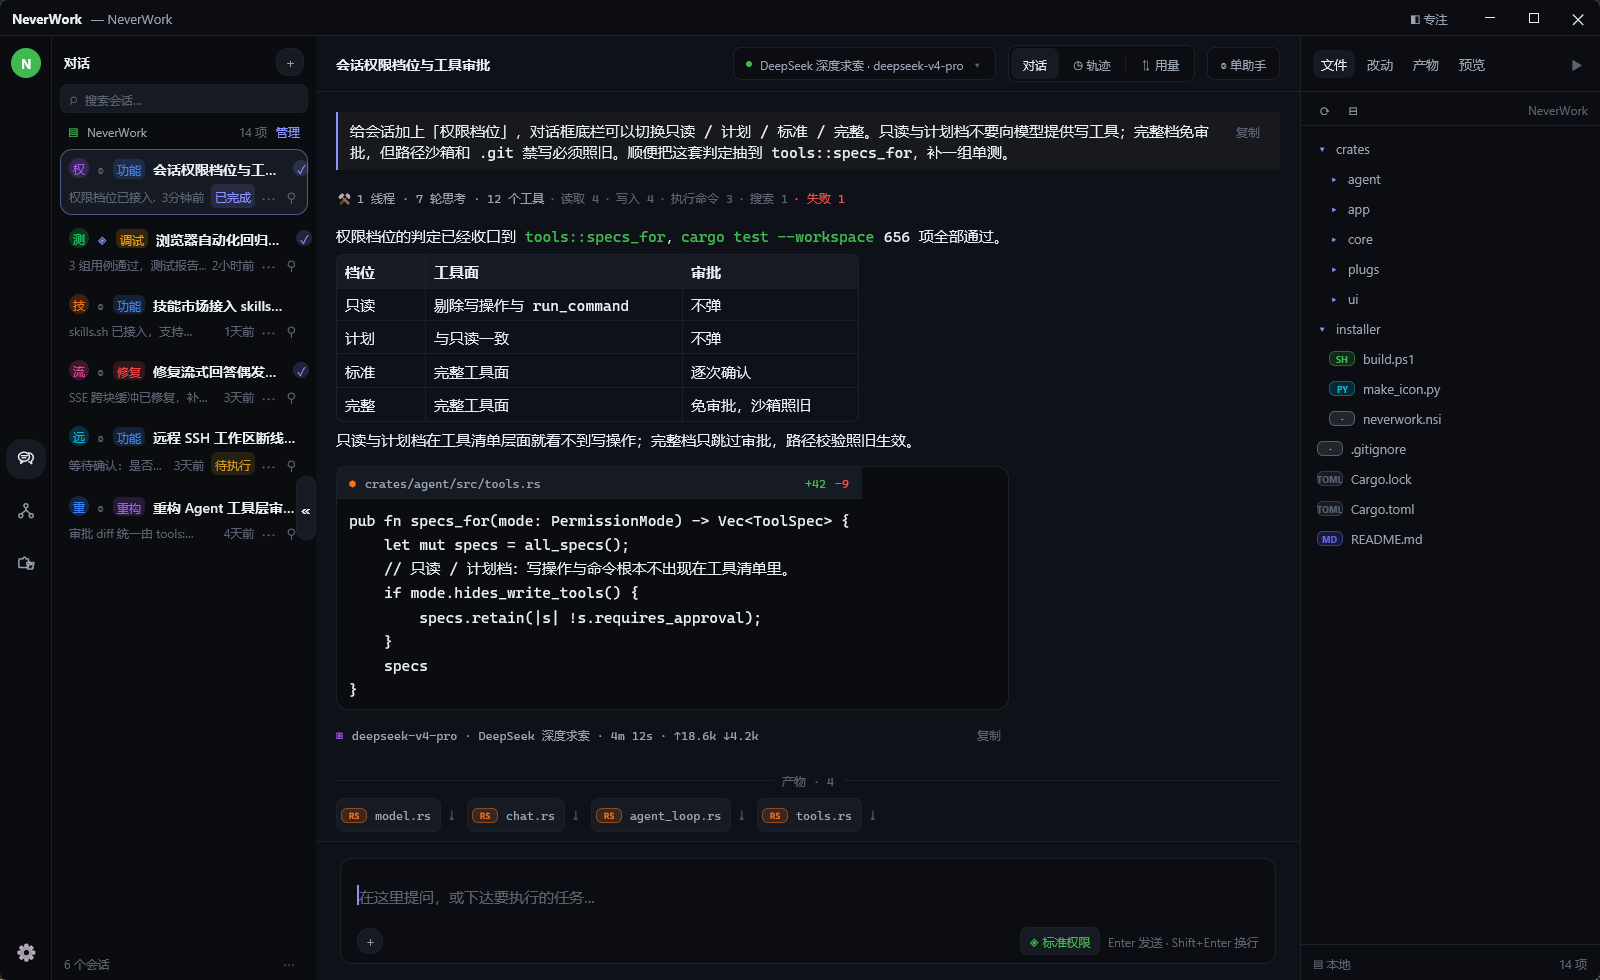 NeverWork — NeverWork
专注
N
对话
+
搜索会话...
NeverWork 14 项 管理
权 功能 会话权限档位与工...
权限档位已接入, 3分钟前 已完成 ...
测 调试 浏览器自动化回归...
3 组用例通过，测试报告... 2小时前 ...
技 功能 技能市场接入 skills...
skills.sh 已接入，支持... 1天前 ...
流 修复 修复流式回答偶发...
SSE 跨块缓冲已修复，补... 3天前 ...
远 功能 远程 SSH 工作区断线...
等待确认：是否... 3天前 待执行 ...
重 重构 重构 Agent 工具层审...
审批 diff 统一由 tools:... 4天前 ...
«
6 个会话 ...
会话权限档位与工具审批
DeepSeek 深度求索 · deepseek-v4-pro
对话 轨迹 用量
单助手
给会话加上「权限档位」，对话框底栏可以切换只读 / 计划 / 标准 / 完整。只读与计划档不要向模型提供写工具；完整档免审
批，但路径沙箱和 .git 禁写必须照旧。顺便把这套判定抽到 tools::specs_for，补一组单测。
复制
1 线程 · 7 轮思考 · 12 个工具 · 读取 4 · 写入 4 · 执行命令 3 · 搜索 1 · 失败 1
权限档位的判定已经收口到 tools::specs_for，cargo test --workspace 656 项全部通过。
档位 工具面 审批
只读 剔除写操作与 run_command 不弹
计划 与只读一致 不弹
标准 完整工具面 逐次确认
完整 完整工具面 免审批，沙箱照旧
只读与计划档在工具清单层面就看不到写操作；完整档只跳过审批，路径校验照旧生效。
crates/agent/src/tools.rs +42 −9
pub fn specs_for(mode: PermissionMode) -> Vec<ToolSpec> {
let mut specs = all_specs();
// 只读 / 计划档：写操作与命令根本不出现在工具清单里。
if mode.hides_write_tools() {
specs.retain(|s| !s.requires_approval);
}
specs
}
deepseek-v4-pro · DeepSeek 深度求索 · 4m 12s · ↑18.6k ↓4.2k
复制
产物 · 4
RS model.rs ↓ RS chat.rs ↓ RS agent_loop.rs ↓ RS tools.rs ↓
在这里提问，或下达要执行的任务...
+
标准权限 Enter 发送 · Shift+Enter 换行
文件 改动 产物 预览
NeverWork
crates
agent
app
core
plugs
ui
installer
SH build.ps1
PY make_icon.py
- neverwork.nsi
- .gitignore
TOML Cargo.lock
TOML Cargo.toml
MD README.md
本地 14 项